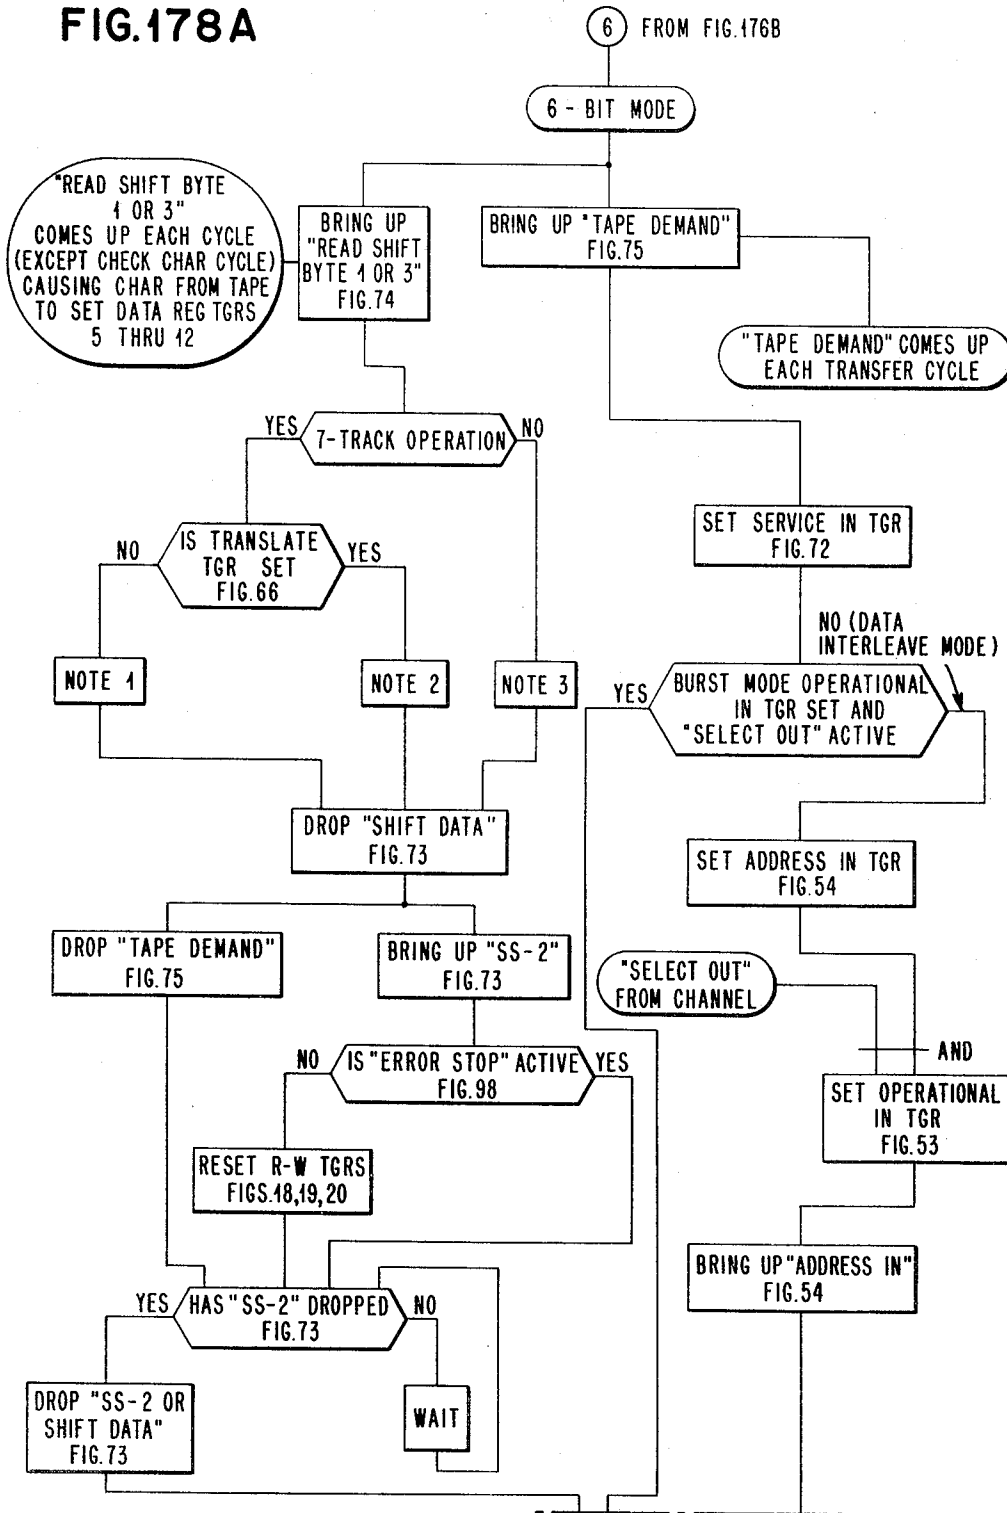 FIG.178A
6 FROM FIG.176B
6-BIT MODE
"READ SHIFT BYTE
1 OR 3"
COMES UP EACH CYCLE
(EXCEPT CHECK CHAR CYCLE)
CAUSING CHAR FROM TAPE
TO SET DATA REG TGRS
5 THRU 12
BRING UP
"READ SHIFT
BYTE 1 OR 3"
FIG.74
BRING UP "TAPE DEMAND"
FIG.75
"TAPE DEMAND" COMES UP
EACH TRANSFER CYCLE
YES
7-TRACK OPERATION
NO
NO
IS TRANSLATE
TGR SET
FIG.66
YES
SET SERVICE IN TGR
FIG.72
NO (DATA
INTERLEAVE MODE)
NOTE 1
NOTE 2
NOTE 3
YES
BURST MODE OPERATIONAL
IN TGR SET AND
"SELECT OUT" ACTIVE
DROP "SHIFT DATA"
FIG.73
SET ADDRESS IN TGR
FIG.54
DROP "TAPE DEMAND"
FIG.75
BRING UP "SS-2"
FIG.73
"SELECT OUT"
FROM CHANNEL
AND
NO
IS "ERROR STOP" ACTIVE
FIG.98
YES
SET OPERATIONAL
IN TGR
FIG.53
RESET R-W TGRS
FIGS.18,19,20
BRING UP "ADDRESS IN"
FIG.54
YES
HAS "SS-2" DROPPED
FIG.73
NO
DROP "SS-2 OR
SHIFT DATA"
FIG.73
WAIT